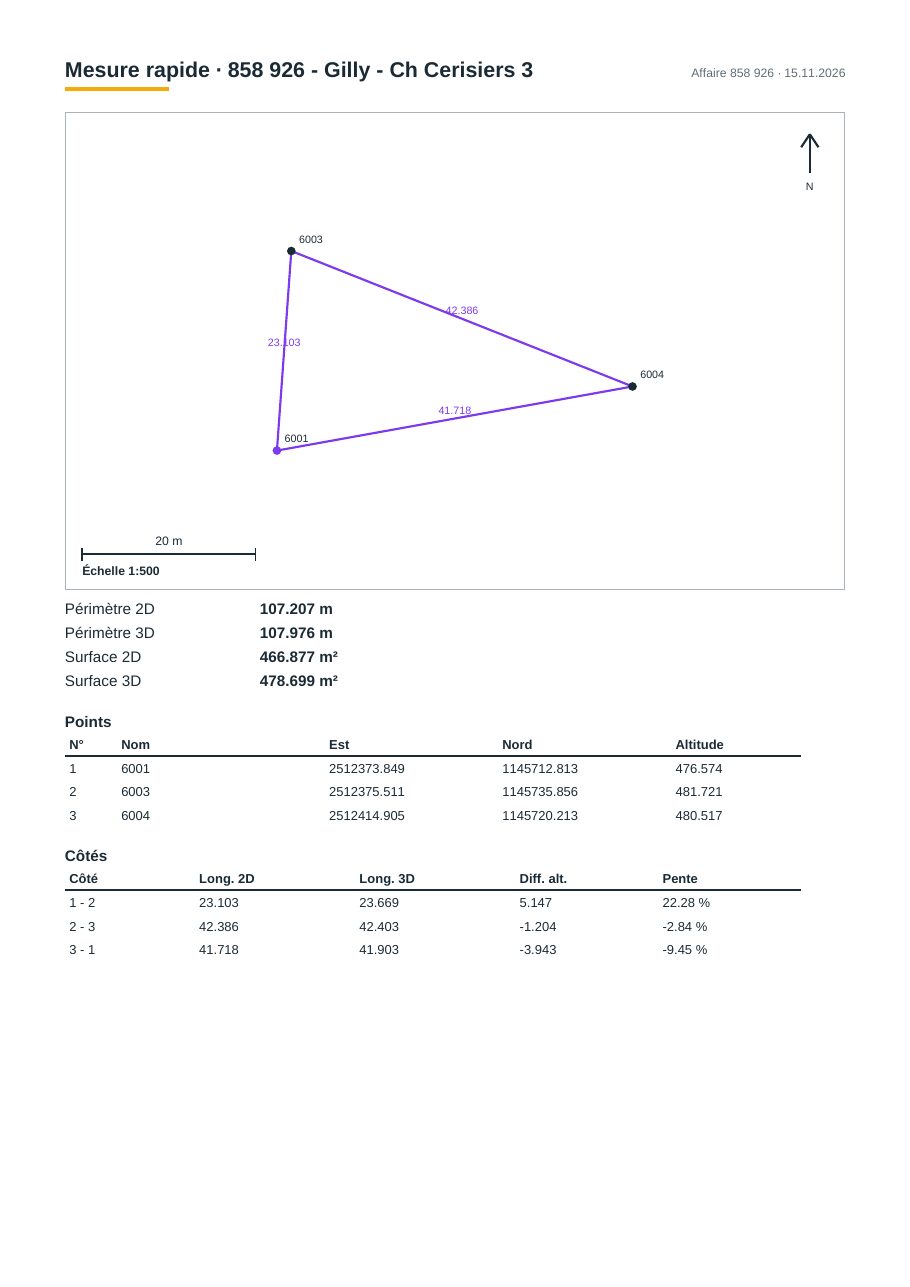 Mesure rapide · 858 926 - Gilly - Ch Cerisiers 3
Affaire 858 926 · 15.11.2026
N
6003
42.386
23.103
6004
41.718
6001
20 m
Échelle 1:500
Périmètre 2D 107.207 m
Périmètre 3D 107.976 m
Surface 2D 466.877 m²
Surface 3D 478.699 m²
Points
N° Nom Est Nord Altitude
1 6001 2512373.849 1145712.813 476.574
2 6003 2512375.511 1145735.856 481.721
3 6004 2512414.905 1145720.213 480.517
Côtés
Côté Long. 2D Long. 3D Diff. alt. Pente
1 - 2 23.103 23.669 5.147 22.28 %
2 - 3 42.386 42.403 -1.204 -2.84 %
3 - 1 41.718 41.903 -3.943 -9.45 %